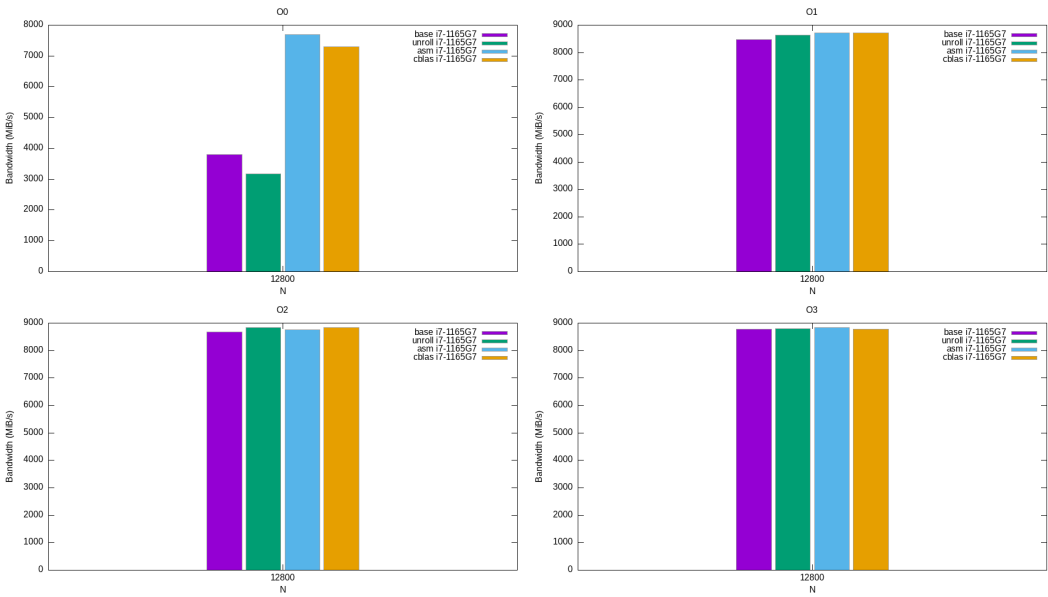 O0
8000
7000
6000
5000
4000
3000
2000
1000
0
Bandwidth (MiB/s)
base i7-1165G7
unroll i7-1165G7
asm i7-1165G7
cblas i7-1165G7
12800
N
O1
9000
8000
7000
6000
5000
4000
3000
2000
1000
0
Bandwidth (MiB/s)
base i7-1165G7
unroll i7-1165G7
asm i7-1165G7
cblas i7-1165G7
12800
N
O2
9000
8000
7000
6000
5000
4000
3000
2000
1000
0
Bandwidth (MiB/s)
base i7-1165G7
unroll i7-1165G7
asm i7-1165G7
cblas i7-1165G7
12800
N
O3
9000
8000
7000
6000
5000
4000
3000
2000
1000
0
Bandwidth (MiB/s)
base i7-1165G7
unroll i7-1165G7
asm i7-1165G7
cblas i7-1165G7
12800
N